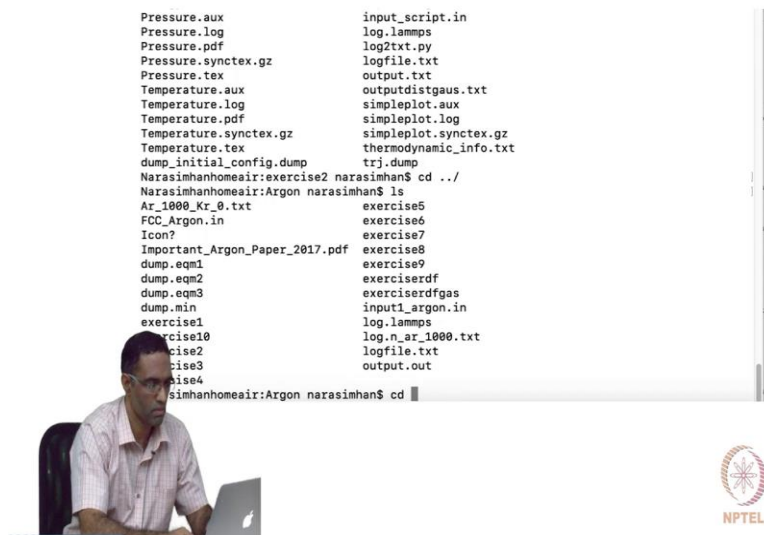 Pressure.aux input_script.in
Pressure.log log.lammps
Pressure.pdf log2txt.py
Pressure.synctex.gz logfile.txt
Pressure.tex output.txt
Temperature.aux outputdistgaus.txt
Temperature.log simpleplot.aux
Temperature.pdf simpleplot.log
Temperature.synctex.gz simpleplot.synctex.gz
Temperature.tex thermodynamic_info.txt
dump_initial_config.dump trj.dump
Narasimhanhomeair:exercise2 narasimhan$ cd ../
Narasimhanhomeair:Argon narasimhan$ ls
Ar_1000_Kr_0.txt exercise5
FCC_Argon.in exercise6
Icon? exercise7
Important_Argon_Paper_2017.pdf exercise8
dump.eqm1 exercise9
dump.eqm2 exerciserdf
dump.eqm3 exerciserdfgas
dump.min input1_argon.in
exercise1 log.lammps
rcise10 log.n_ar_1000.txt
cise2 logfile.txt
cise3 output.out
ise4
simhanhomeair:Argon narasimhan$ cd
NPTEL